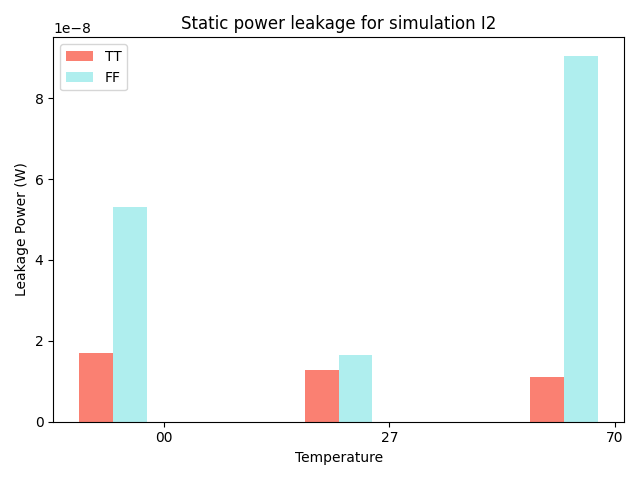 Static power leakage for simulation I2
1e−8
TT
FF
8
6
4
2
0
Leakage Power (W)
00
27
70
Temperature